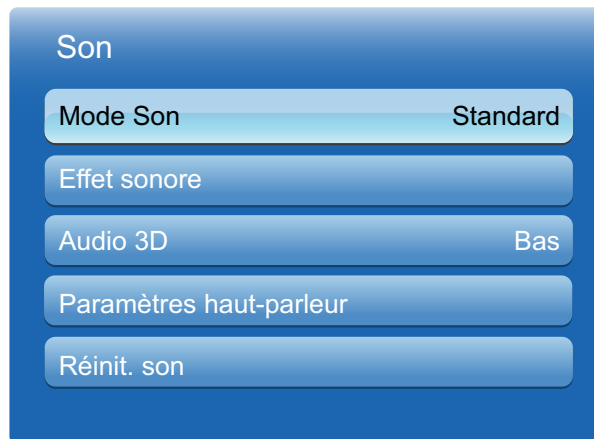 Son
Mode Son Standard
Effet sonore
Audio 3D Bas
Paramètres haut-parleur
Réinit. son